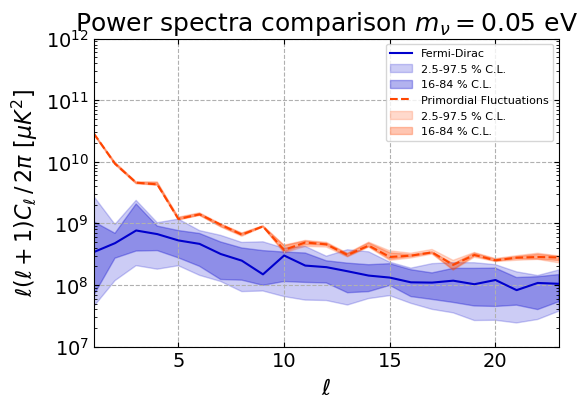 Power spectra comparison $m_\nu = 0.05$ eV
$\ell(\ell + 1)C_\ell / 2\pi$ [$\mu K^2$]
10^12
10^11
10^10
10^9
10^8
10^7
Fermi-Dirac
2.5-97.5 % C.L.
16-84 % C.L.
Primordial Fluctuations
2.5-97.5 % C.L.
16-84 % C.L.
5 10 15 20
$\ell$